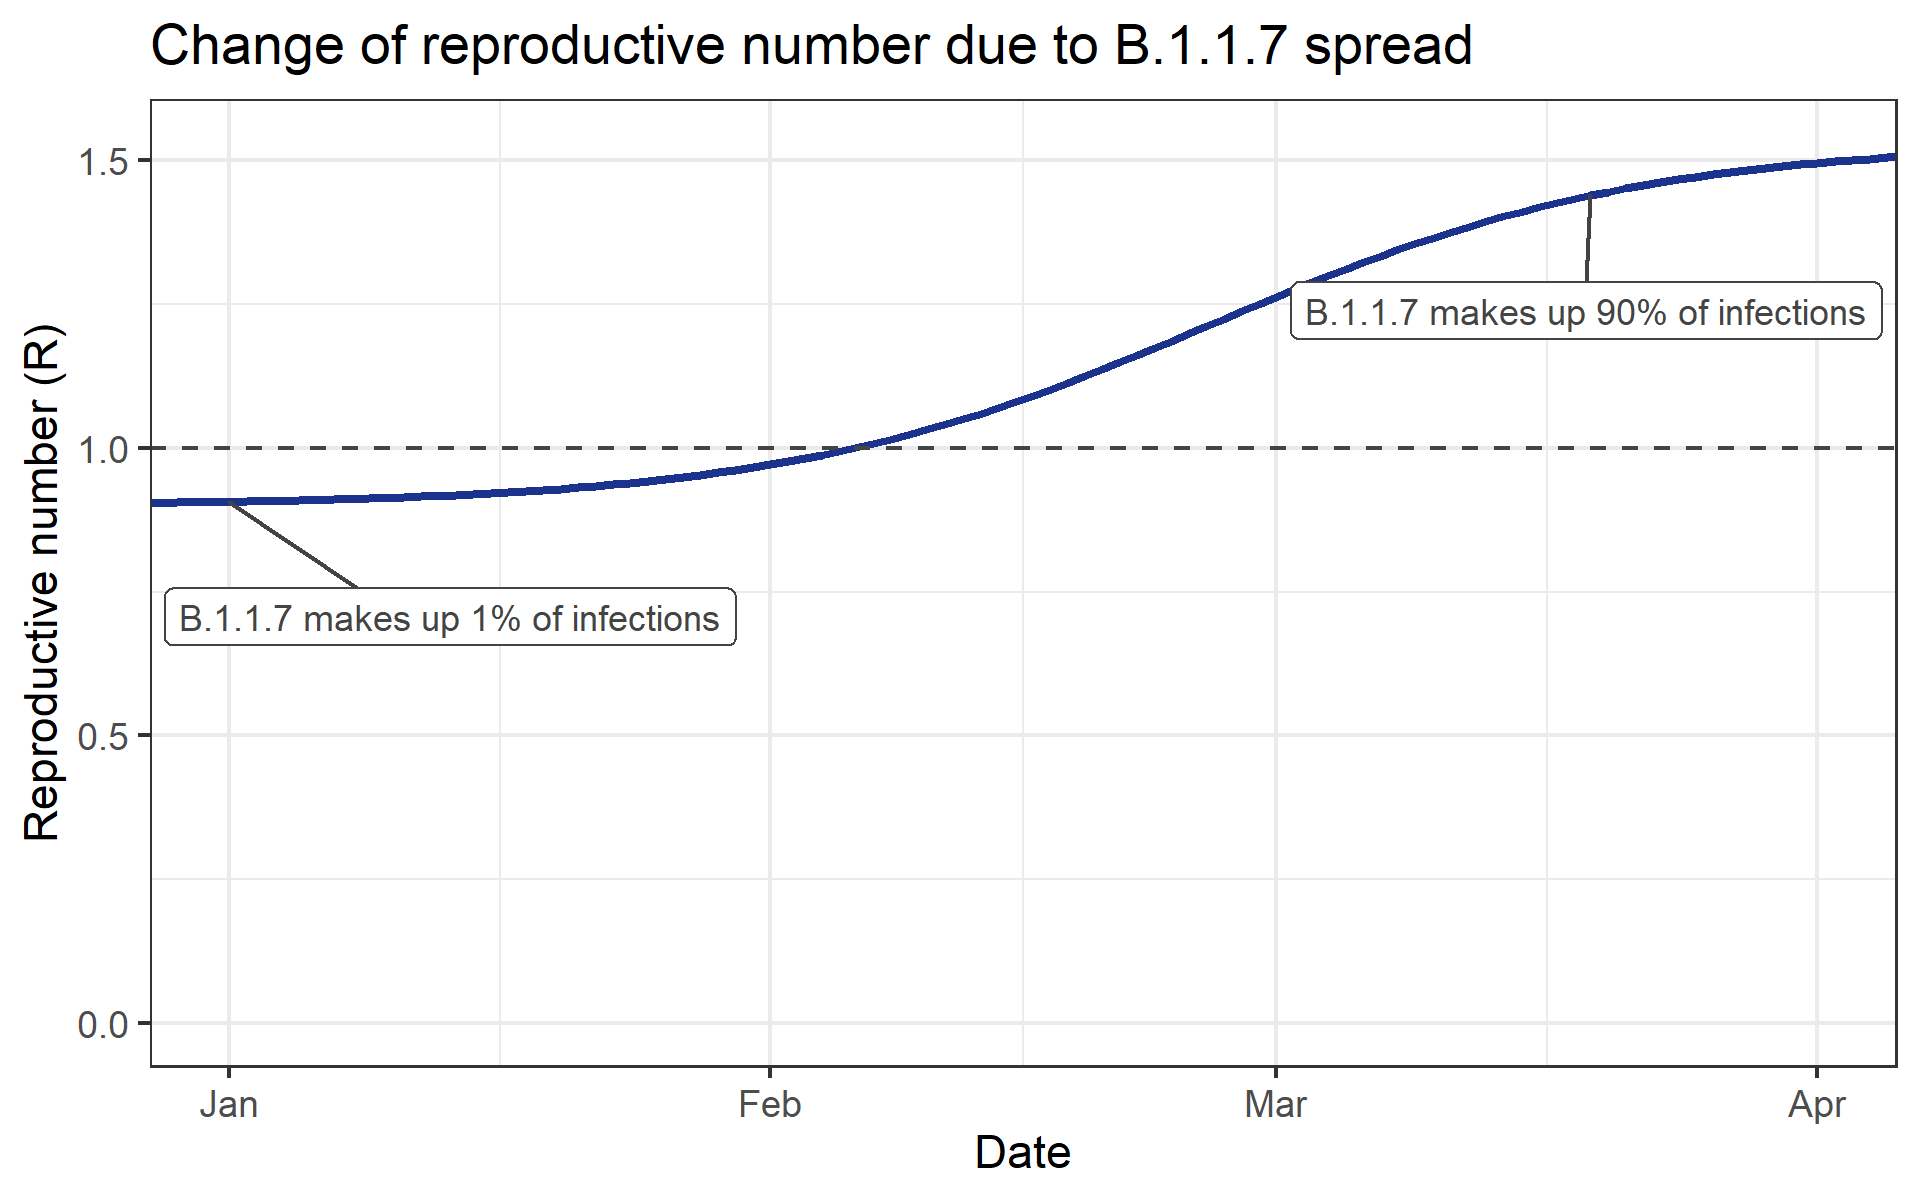 Change of reproductive number due to B.1.1.7 spread
Reproductive number (R)
1.5
1.0
0.5
0.0
B.1.1.7 makes up 90% of infections
B.1.1.7 makes up 1% of infections
Jan
Feb
Mar
Apr
Date